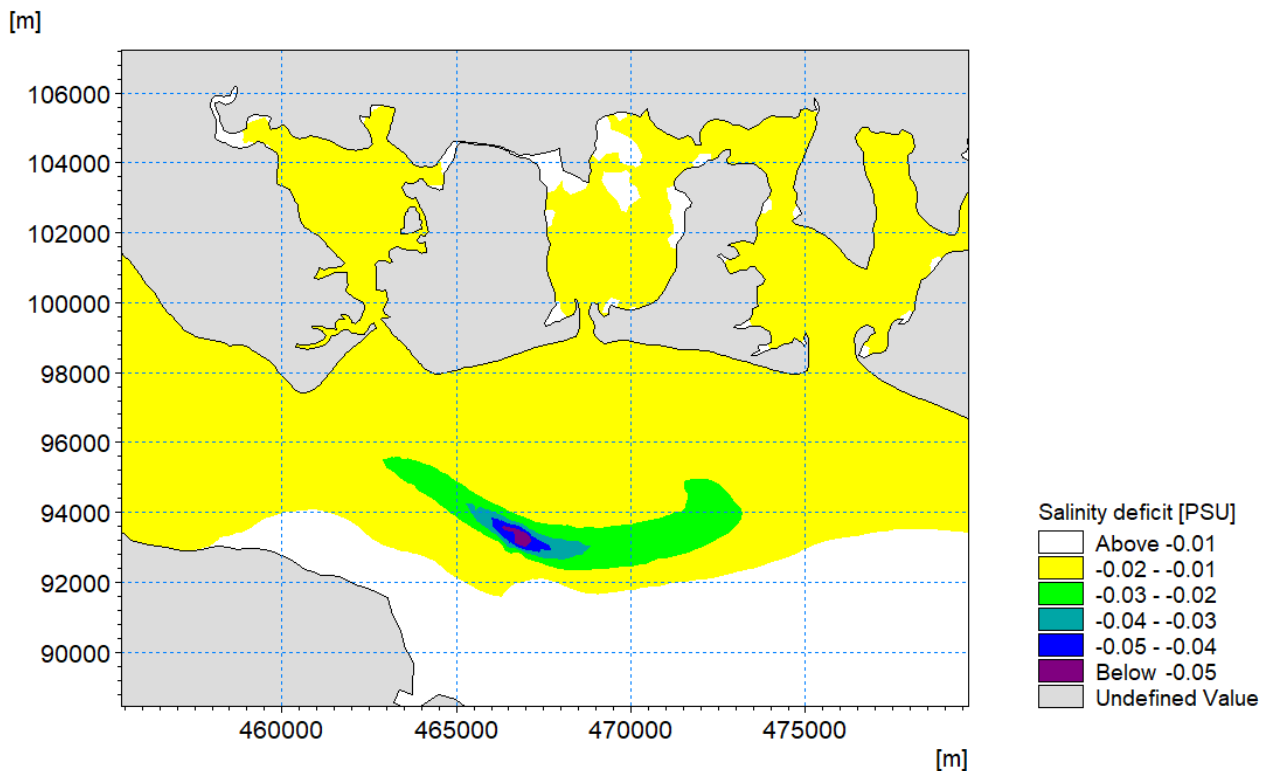 [m]
106000
104000
102000
100000
98000
96000
94000
92000
90000
460000 465000 470000 475000
[m]
Salinity deficit [PSU]
Above -0.01
-0.02 - -0.01
-0.03 - -0.02
-0.04 - -0.03
-0.05 - -0.04
Below -0.05
Undefined Value